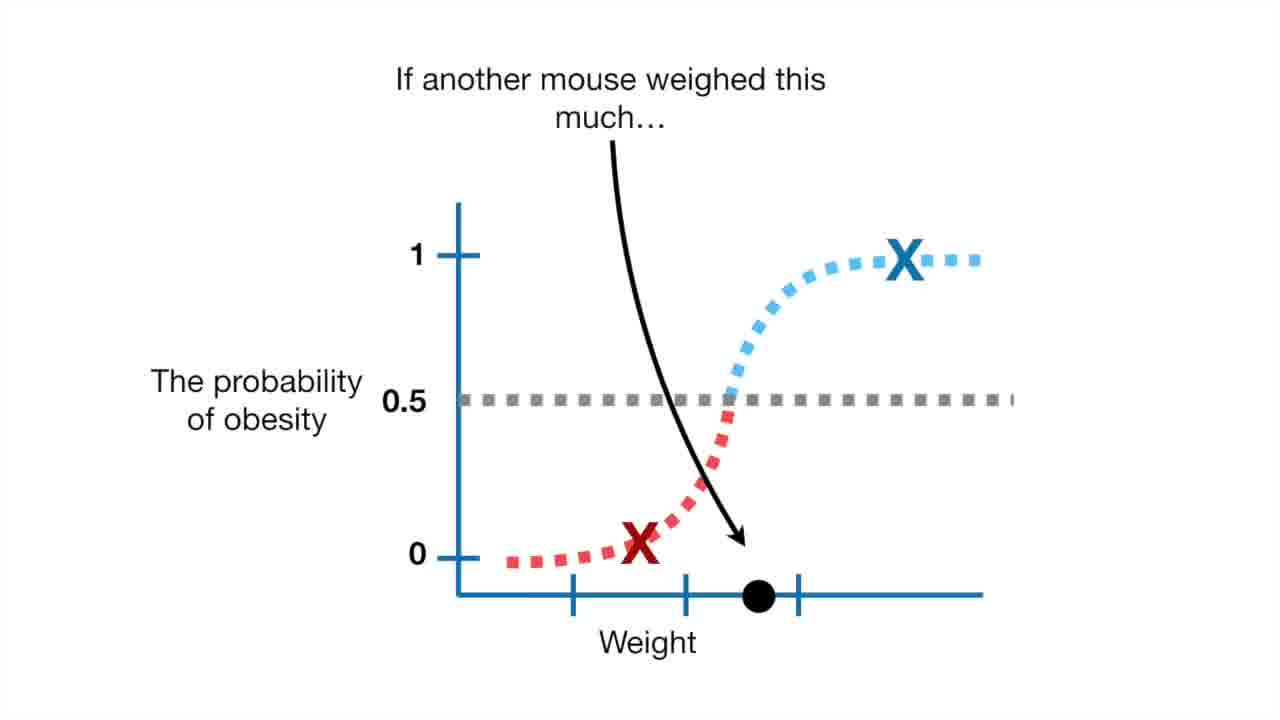 If another mouse weighed this
much…
1
The probability
of obesity
0.5
X
X
0
Weight